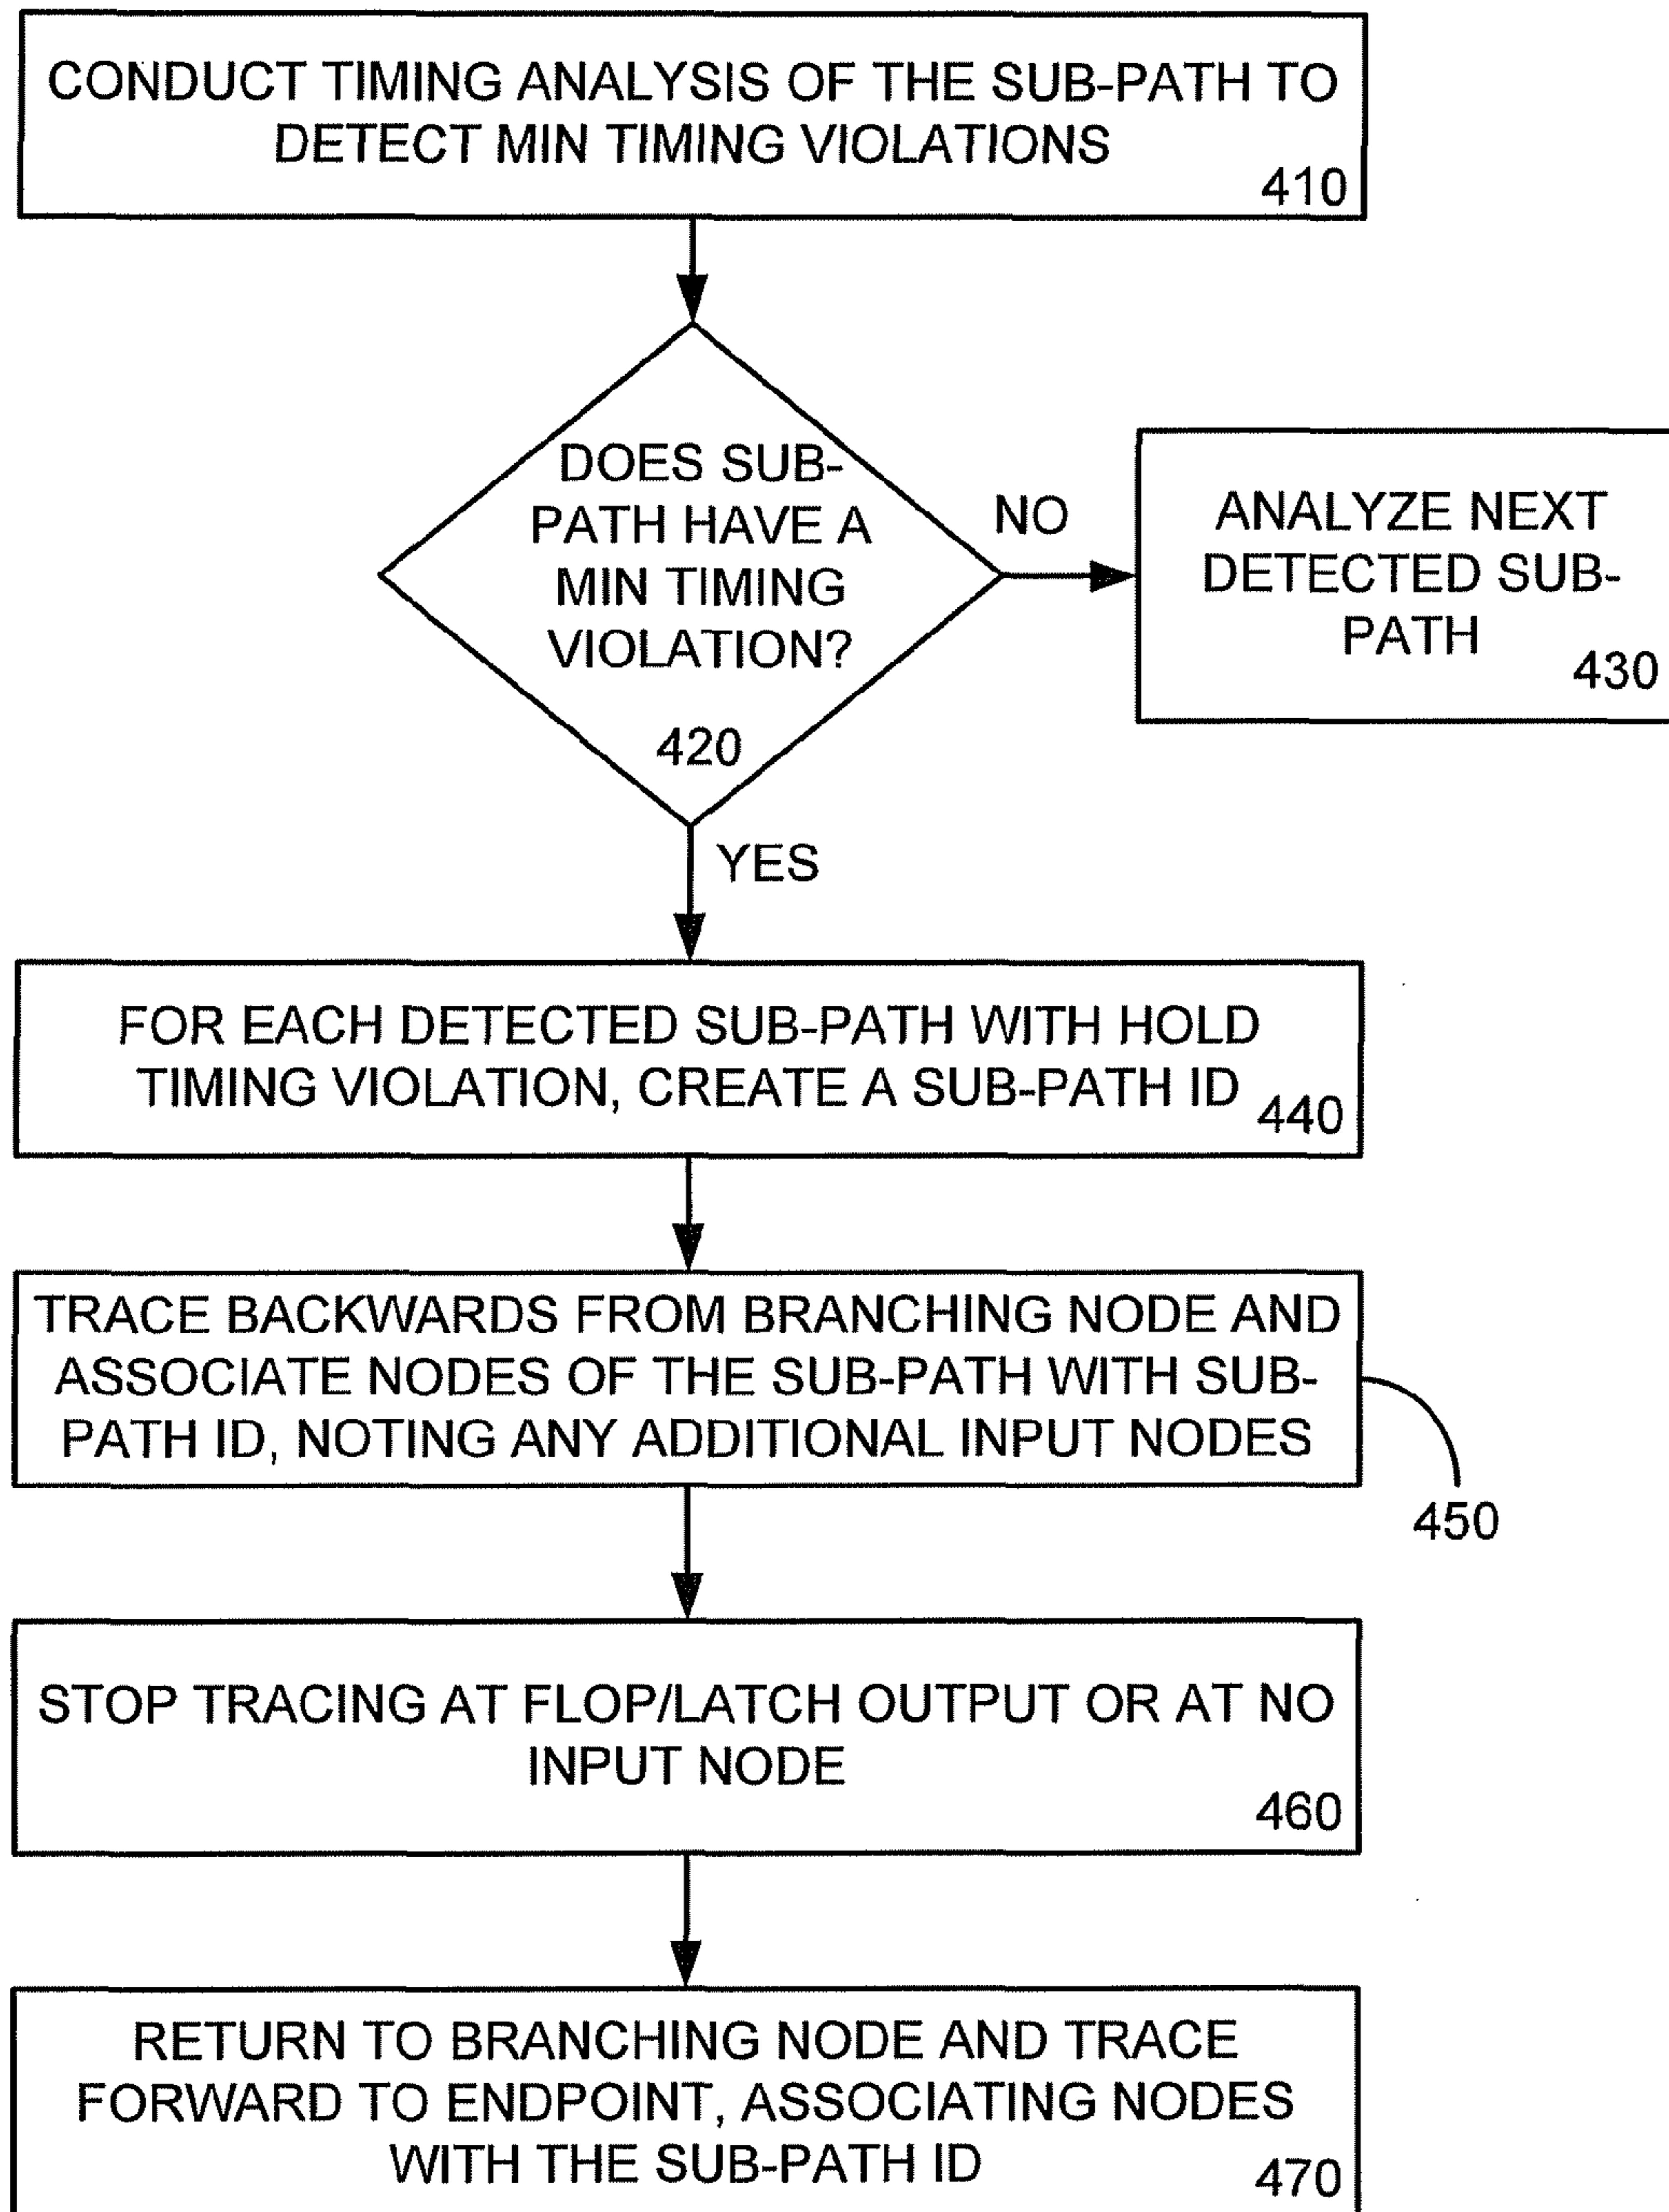 CONDUCT TIMING ANALYSIS OF THE SUB-PATH TO
DETECT MIN TIMING VIOLATIONS
410
DOES SUB-
PATH HAVE A
MIN TIMING
VIOLATION?
420
NO
ANALYZE NEXT
DETECTED SUB-
PATH
430
YES
FOR EACH DETECTED SUB-PATH WITH HOLD
TIMING VIOLATION, CREATE A SUB-PATH ID
440
TRACE BACKWARDS FROM BRANCHING NODE AND
ASSOCIATE NODES OF THE SUB-PATH WITH SUB-
PATH ID, NOTING ANY ADDITIONAL INPUT NODES
450
STOP TRACING AT FLOP/LATCH OUTPUT OR AT NO
INPUT NODE
460
RETURN TO BRANCHING NODE AND TRACE
FORWARD TO ENDPOINT, ASSOCIATING NODES
WITH THE SUB-PATH ID
470